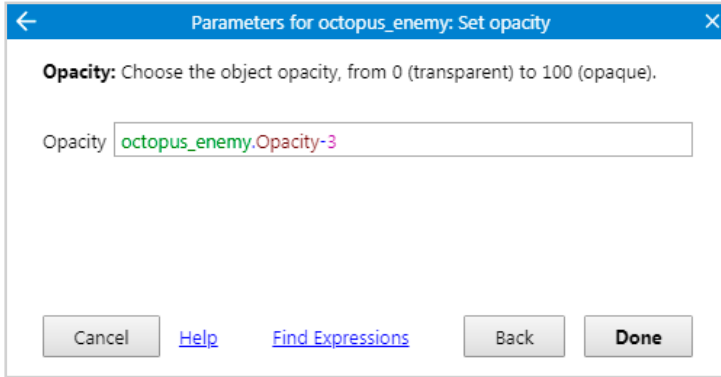 Parameters for octopus_enemy: Set opacity
Opacity: Choose the object opacity, from 0 (transparent) to 100 (opaque).
Opacity octopus_enemy.Opacity-3
Cancel Help Find Expressions Back Done